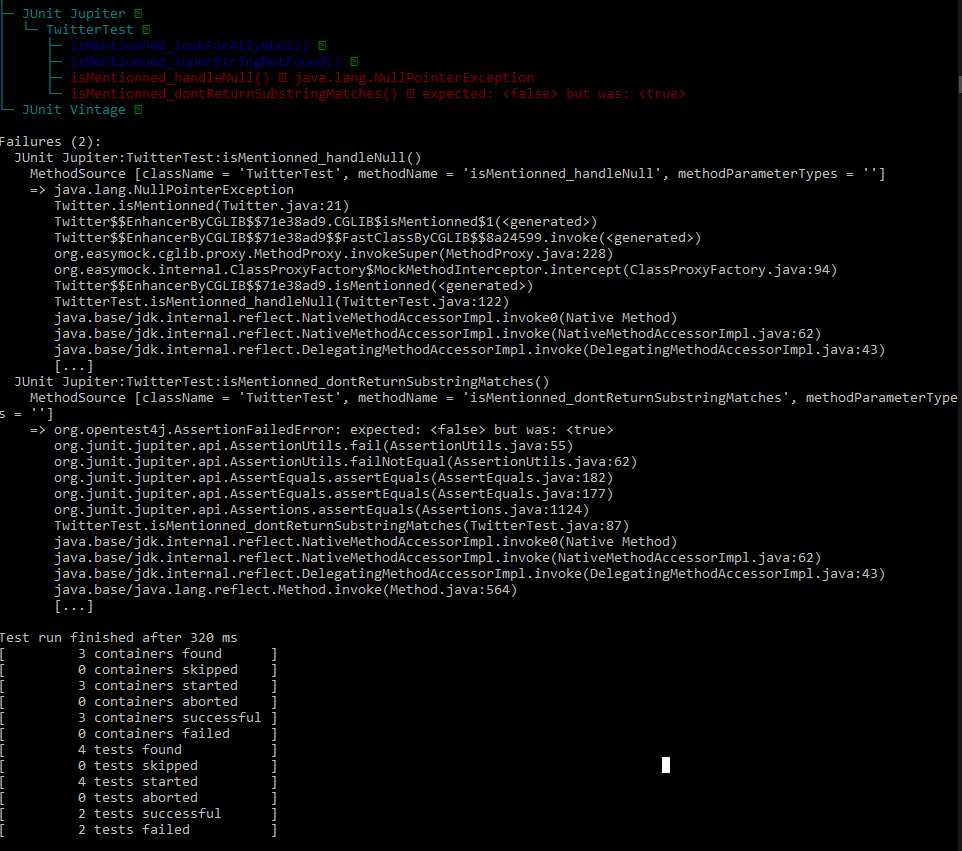 ├─ JUnit Jupiter
│  └─ TwitterTest
│     ├─ isMentionned_lookForAtSymbol()
│     ├─ isMentionned_superStringNotFound()
│     ├─ isMentionned_handleNull() java.lang.NullPointerException
│     └─ isMentionned_dontReturnSubstringMatches() expected: <false> but was: <true>
└─ JUnit Vintage
Failures (2):
  JUnit Jupiter:TwitterTest:isMentionned_handleNull()
    MethodSource [className = 'TwitterTest', methodName = 'isMentionned_handleNull', methodParameterTypes = '']
    => java.lang.NullPointerException
       Twitter.isMentionned(Twitter.java:21)
       Twitter$$EnhancerByCGLIB$$71e38ad9.CGLIB$isMentionned$1(<generated>)
       Twitter$$EnhancerByCGLIB$$71e38ad9$$FastClassByCGLIB$$8a24599.invoke(<generated>)
       org.easymock.cglib.proxy.MethodProxy.invokeSuper(MethodProxy.java:228)
       org.easymock.internal.ClassProxyFactory$MockMethodInterceptor.intercept(ClassProxyFactory.java:94)
       Twitter$$EnhancerByCGLIB$$71e38ad9.isMentionned(<generated>)
       TwitterTest.isMentionned_handleNull(TwitterTest.java:122)
       java.base/jdk.internal.reflect.NativeMethodAccessorImpl.invoke0(Native Method)
       java.base/jdk.internal.reflect.NativeMethodAccessorImpl.invoke(NativeMethodAccessorImpl.java:62)
       java.base/jdk.internal.reflect.DelegatingMethodAccessorImpl.invoke(DelegatingMethodAccessorImpl.java:43)
       [...]
  JUnit Jupiter:TwitterTest:isMentionned_dontReturnSubstringMatches()
    MethodSource [className = 'TwitterTest', methodName = 'isMentionned_dontReturnSubstringMatches', methodParameterType
s = '']
    => org.opentest4j.AssertionFailedError: expected: <false> but was: <true>
       org.junit.jupiter.api.AssertionUtils.fail(AssertionUtils.java:55)
       org.junit.jupiter.api.AssertionUtils.failNotEqual(AssertionUtils.java:62)
       org.junit.jupiter.api.AssertEquals.assertEquals(AssertEquals.java:182)
       org.junit.jupiter.api.AssertEquals.assertEquals(AssertEquals.java:177)
       org.junit.jupiter.api.Assertions.assertEquals(Assertions.java:1124)
       TwitterTest.isMentionned_dontReturnSubstringMatches(TwitterTest.java:87)
       java.base/jdk.internal.reflect.NativeMethodAccessorImpl.invoke0(Native Method)
       java.base/jdk.internal.reflect.NativeMethodAccessorImpl.invoke(NativeMethodAccessorImpl.java:62)
       java.base/jdk.internal.reflect.DelegatingMethodAccessorImpl.invoke(DelegatingMethodAccessorImpl.java:43)
       java.base/java.lang.reflect.Method.invoke(Method.java:564)
       [...]
Test run finished after 320 ms
[         3 containers found      ]
[         0 containers skipped    ]
[         3 containers started    ]
[         0 containers aborted    ]
[         3 containers successful ]
[         0 containers failed     ]
[         4 tests found           ]
[         0 tests skipped         ]
[         4 tests started         ]
[         0 tests aborted         ]
[         2 tests successful      ]
[         2 tests failed          ]